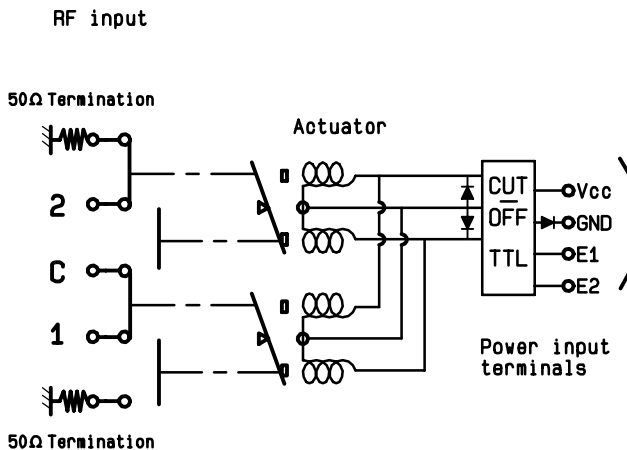 RF input
50Ω Termination
Actuator
2
C
1
50Ω Termination
CUT
OFF
TTL
Vcc
GND
E1
E2
Power input
terminals